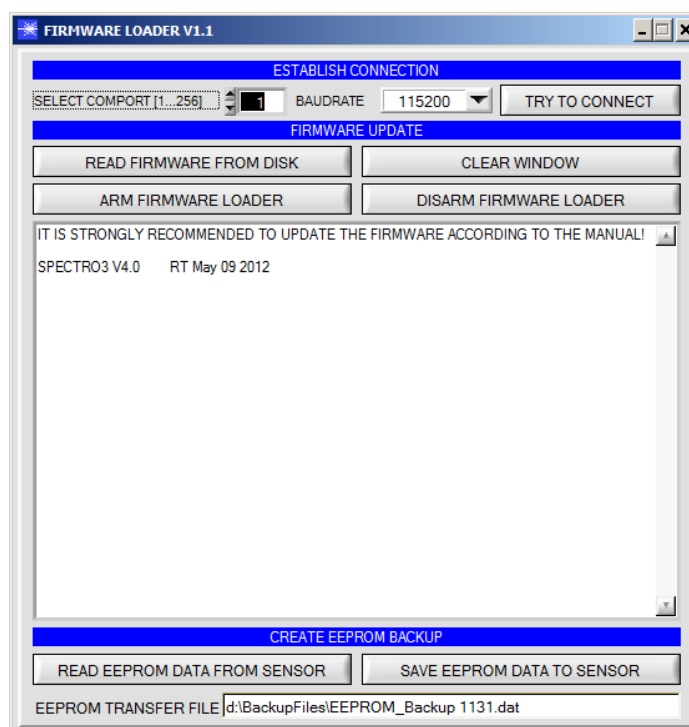 FIRMWARE LOADER V1.1
ESTABLISH CONNECTION
SELECT COMPORT [1...256] 1 BAUDRATE 115200 TRY TO CONNECT
FIRMWARE UPDATE
READ FIRMWARE FROM DISK CLEAR WINDOW
ARM FIRMWARE LOADER DISARM FIRMWARE LOADER
IT IS STRONGLY RECOMMENDED TO UPDATE THE FIRMWARE ACCORDING TO THE MANUAL!
SPECTRO3 V4.0 RT May 09 2012
CREATE EEPROM BACKUP
READ EEPROM DATA FROM SENSOR SAVE EEPROM DATA TO SENSOR
EEPROM TRANSFER FILE d:\BackupFiles\EEPROM_Backup 1131.dat